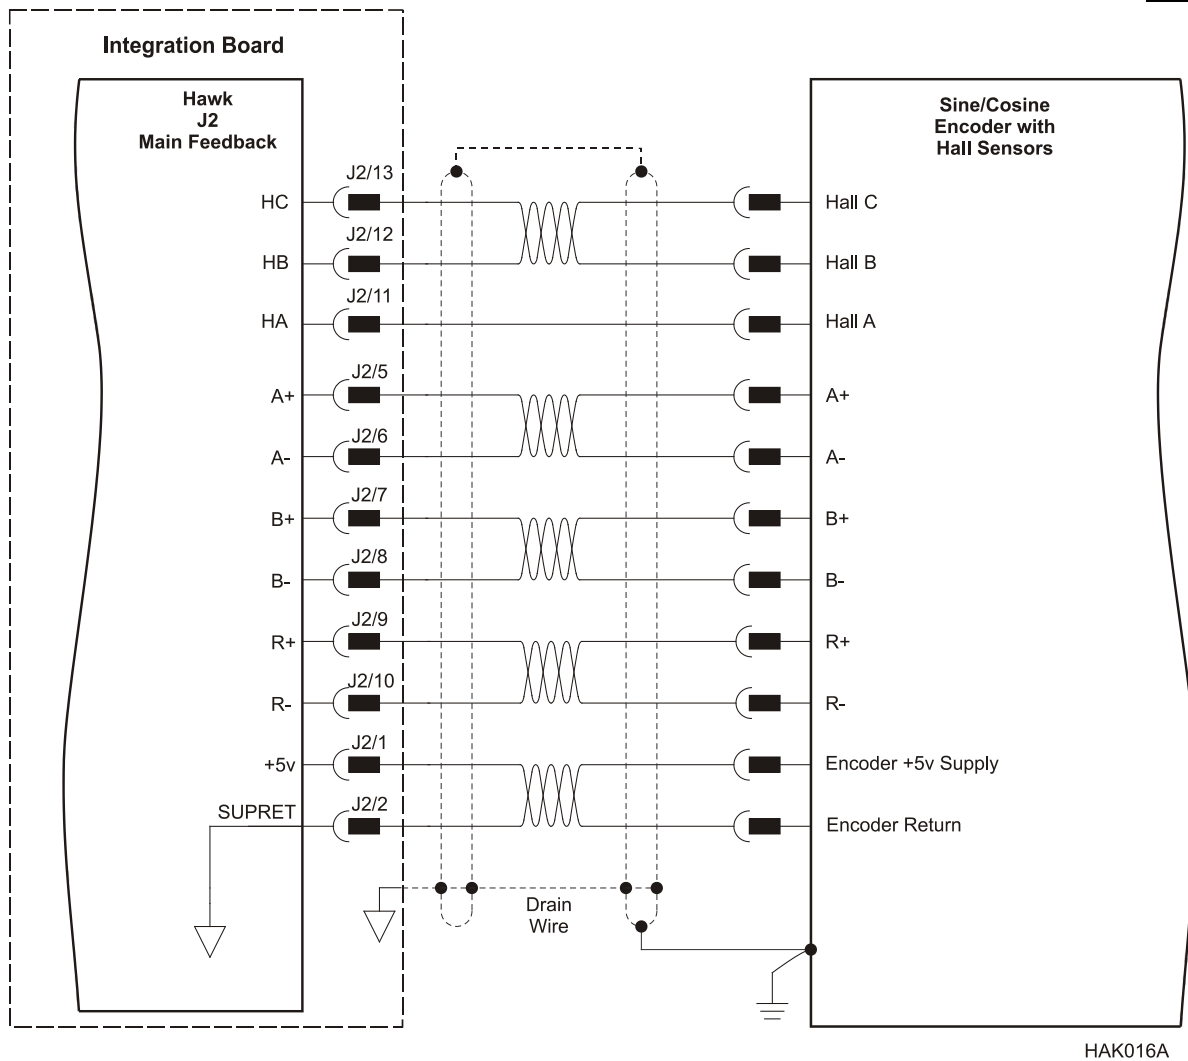 Integration Board
Hawk
J2
Main Feedback
Sine/Cosine
Encoder with
Hall Sensors
HC J2/13 Hall C
HB J2/12 Hall B
HA J2/11 Hall A
A+ J2/5 A+
A- J2/6 A-
B+ J2/7 B+
B- J2/8 B-
R+ J2/9 R+
R- J2/10 R-
+5v J2/1 Encoder +5v Supply
SUPRET J2/2 Encoder Return
Drain
Wire
HAK016A